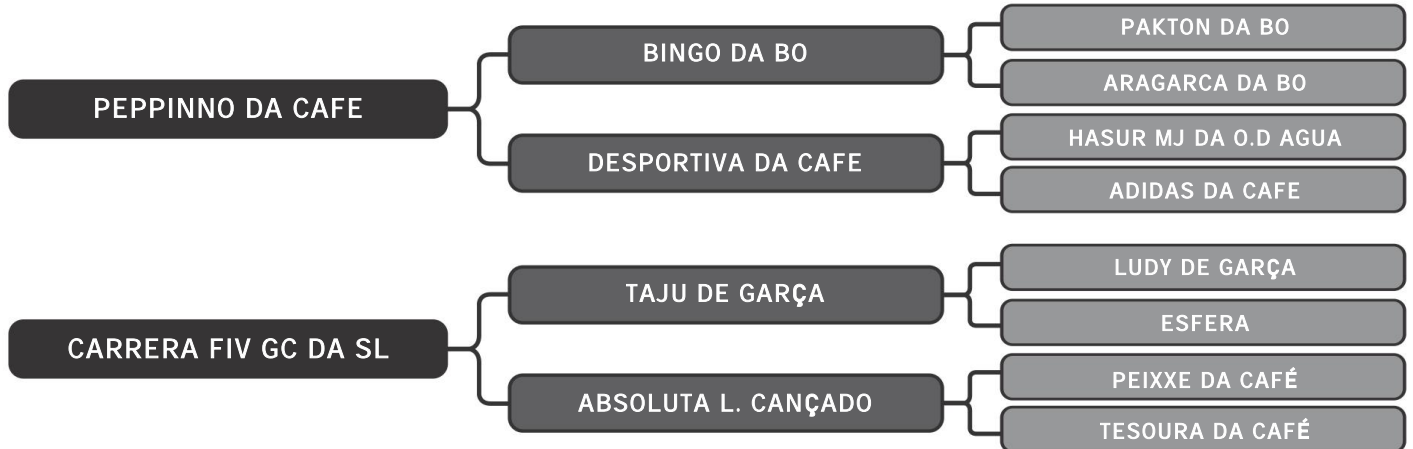 PEPPINNO DA CAFE
BINGO DA BO
PAKTON DA BO
ARAGARCA DA BO
DESPORTIVA DA CAFE
HASUR MJ DA O.D AGUA
ADIDAS DA CAFE
CARRERA FIV GC DA SL
TAJU DE GARÇA
LUDY DE GARÇA
ESFERA
ABSOLUTA L. CANÇADO
PEIXXE DA CAFÉ
TESOURA DA CAFÉ